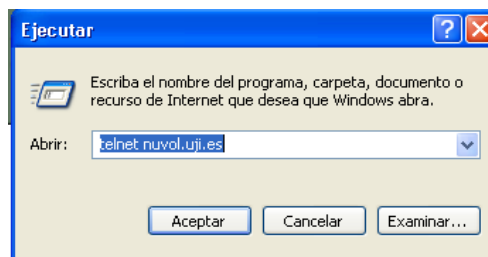 Ejecutar
Escriba el nombre del programa, carpeta, documento o
recurso de Internet que desea que Windows abra.
Abrir: telnet nuvol.uji.es
Aceptar Cancelar Examinar...